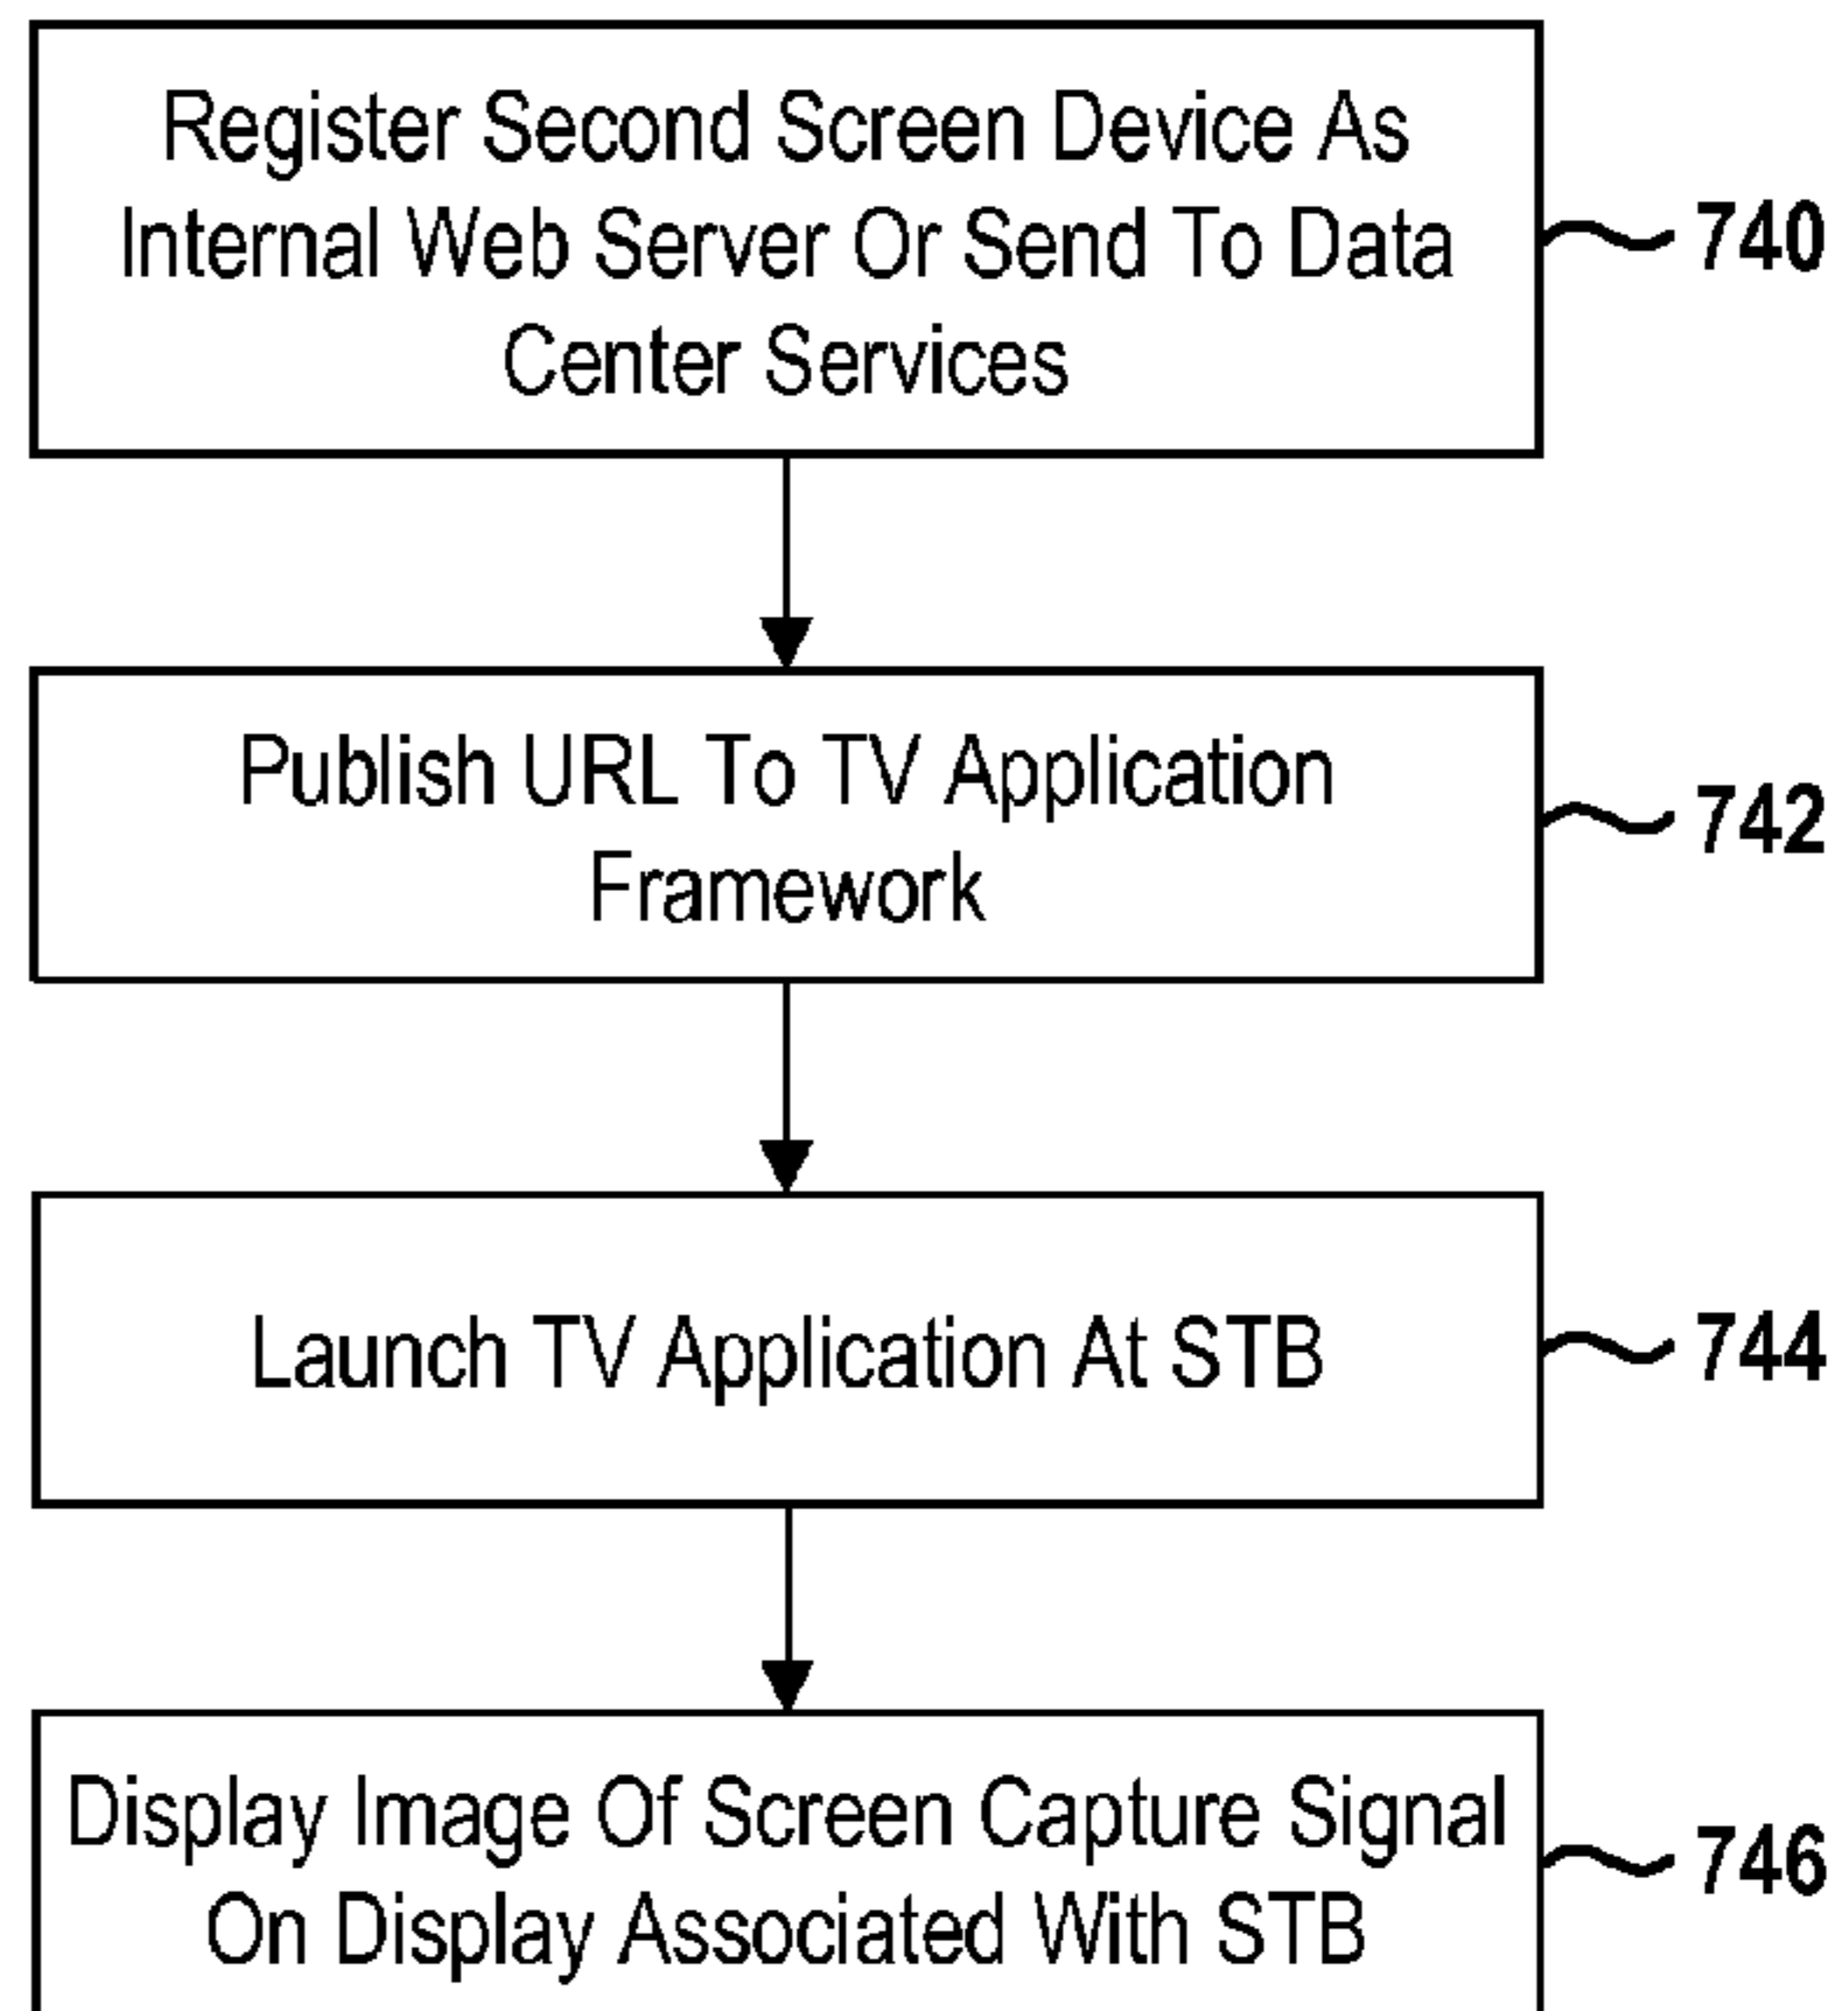 Register Second Screen Device As
Internal Web Server Or Send To Data
Center Services
740
Publish URL To TV Application
Framework
742
Launch TV Application At STB
744
Display Image Of Screen Capture Signal
On Display Associated With STB
746